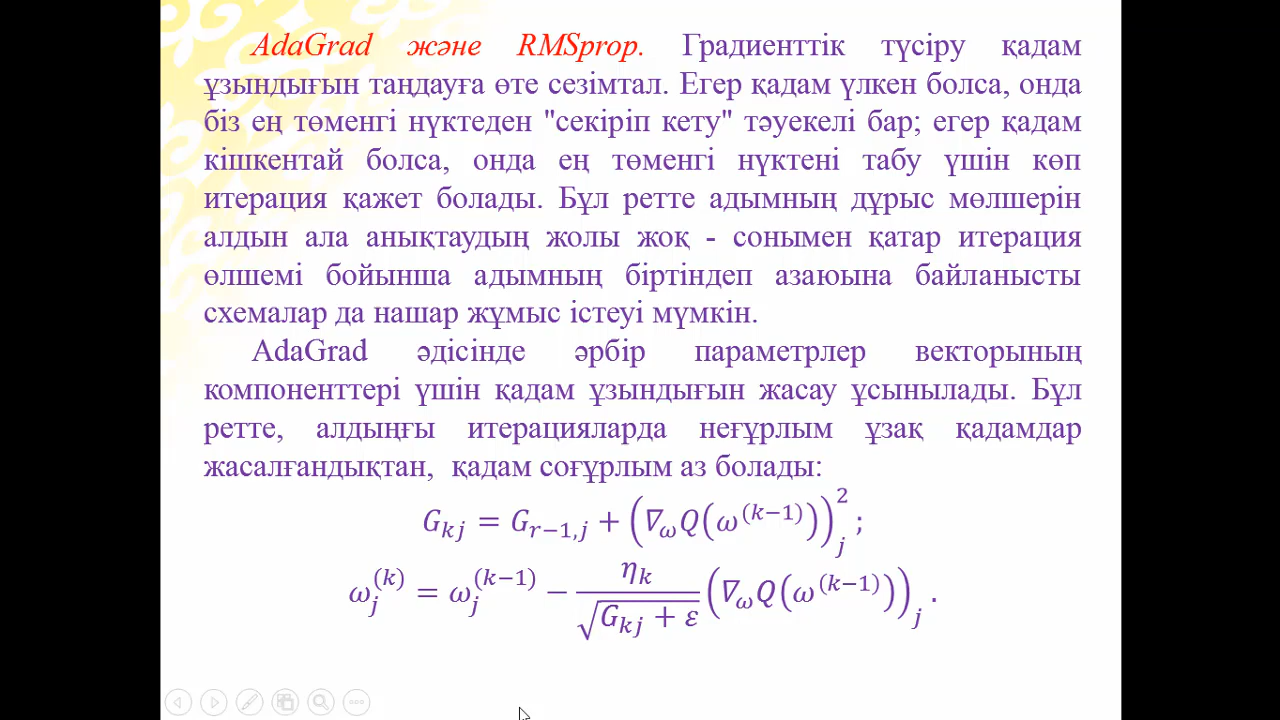 AdaGrad және RMSprop. Градиенттік түсіру қадам
ұзындығын таңдауға өте сезімтал. Егер қадам үлкен болса, онда
біз ең төменгі нүктеден "секіріп кету" тәуекелі бар; егер қадам
кішкентай болса, онда ең төменгі нүктені табу үшін көп
итерация қажет болады. Бұл ретте адымның дұрыс мөлшерін
алдын ала анықтаудың жолы жоқ - сонымен қатар итерация
өлшемі бойынша адымның біртіндеп азаюына байланысты
схемалар да нашар жұмыс істеуі мүмкін.
AdaGrad әдісінде әрбір параметрлер векторының
компоненттері үшін қадам ұзындығын жасау ұсынылады. Бұл
ретте, алдыңғы итерацияларда неғұрлым ұзақ қадамдар
жасалғандықтан, қадам соғұрлым аз болады:
G_{kj} = G_{r-1,j} + (∇_ω Q(ω^{(k-1)}))_j^2 ;
ω_j^{(k)} = ω_j^{(k-1)} − η_k / √(G_{kj} + ε) (∇_ω Q(ω^{(k-1)}))_j .